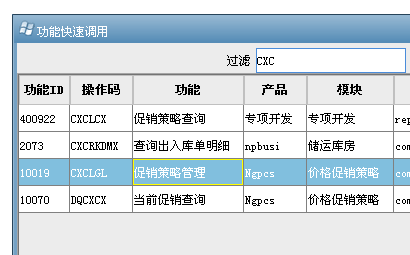 功能快速调用
过滤 CXC
功能ID 操作码 功能 产品 模块
400922 CXCLCX 促销策略查询 专项开发 专项开发 rep
2073 CXCRKDMX 查询出入库单明细 npbusi 储运库房 com
10019 CXCLGL 促销策略管理 Ngpcs 价格促销策略 com
10070 DQCXCX 当前促销查询 Ngpcs 价格促销策略 com